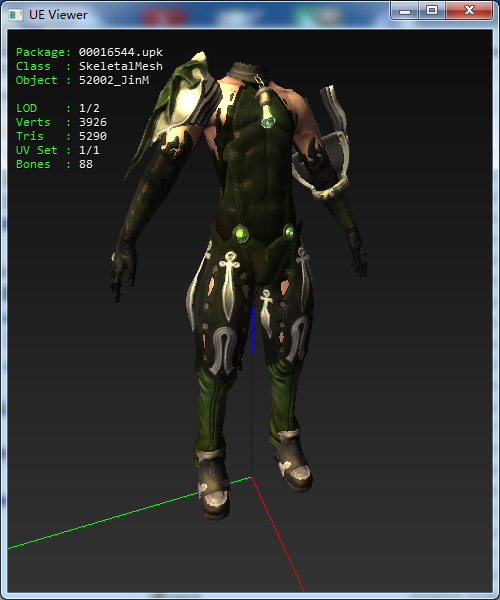 UE Viewer
Package: 00016544.upk
Class : SkeletalMesh
Object : 52002_JinM
LOD : 1/2
Verts : 3926
Tris : 5290
UV Set : 1/1
Bones : 88